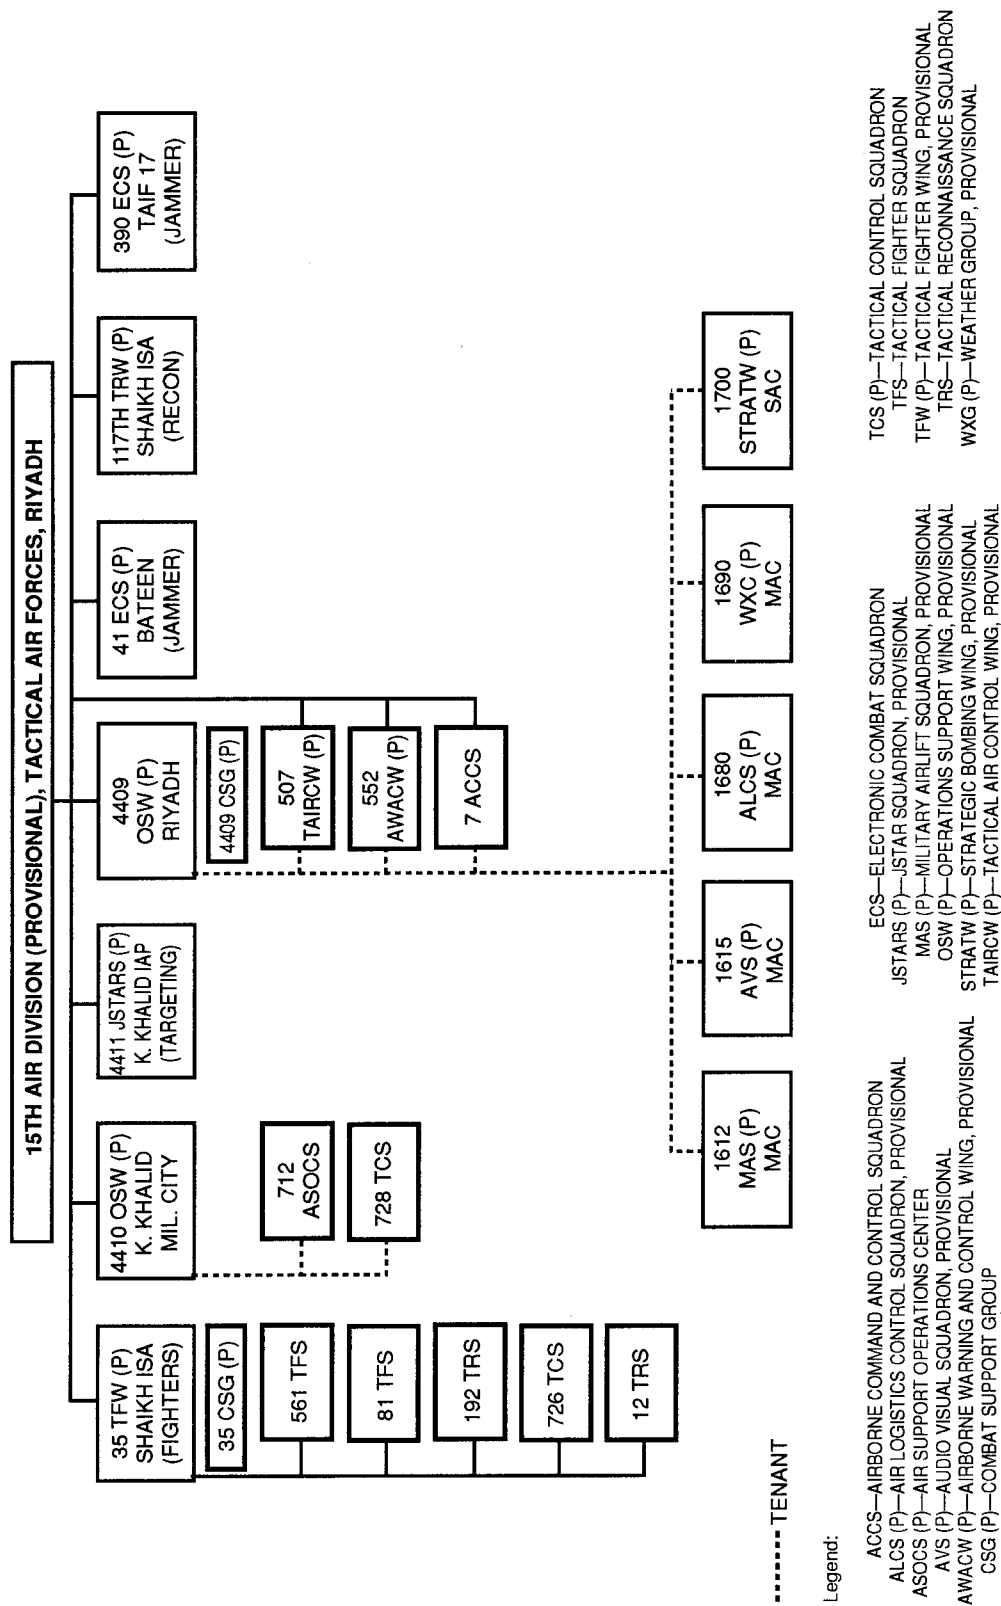 15TH AIR DIVISION (PROVISIONAL), TACTICAL AIR FORCES, RIYADH
35 TFW (P)
SHAIKH ISA
(FIGHTERS)
4410 OSW (P)
K. KHALID
MIL. CITY
4411 JSTARS (P)
K. KHALID IAP
(TARGETING)
4409
OSW (P)
RIYADH
41 ECS (P)
BATEEN
(JAMMER)
117TH TRW (P)
SHAIKH ISA
(RECON)
390 ECS (P)
TAIF 17
(JAMMER)
35 CSG (P)
561 TFS
81 TFS
192 TRS
726 TCS
12 TRS
712
ASOCS
728 TCS
4409 CSG (P)
507
TAIRCW (P)
552
AWACW (P)
7 ACCS
1612
MAS (P)
MAC
1615
AVS (P)
MAC
1680
ALCS (P)
MAC
1690
WXC (P)
MAC
1700
STRATW (P)
SAC
TENANT
Legend:
ACCS—AIRBORNE COMMAND AND CONTROL SQUADRON
ALCS (P)—AIR LOGISTICS CONTROL SQUADRON, PROVISIONAL
ASOCS (P)—AIR SUPPORT OPERATIONS CENTER
AVS (P)—AUDIO VISUAL SQUADRON, PROVISIONAL
AWACW (P)—AIRBORNE WARNING AND CONTROL WING, PROVISIONAL
CSG (P)—COMBAT SUPPORT GROUP
ECS—ELECTRONIC COMBAT SQUADRON
JSTARS (P)—JSTAR SQUADRON, PROVISIONAL
MAS (P)—MILITARY AIRLIFT SQUADRON, PROVISIONAL
OSW (P)—OPERATIONS SUPPORT WING, PROVISIONAL
STRATW (P)—STRATEGIC BOMBING WING, PROVISIONAL
TAIRCW (P)—TACTICAL AIR CONTROL WING, PROVISIONAL
TCS (P)—TACTICAL CONTROL SQUADRON
TFS—TACTICAL FIGHTER SQUADRON
TFW (P)—TACTICAL FIGHTER WING, PROVISIONAL
TRS—TACTICAL RECONNAISSANCE SQUADRON
WXG (P)—WEATHER GROUP, PROVISIONAL